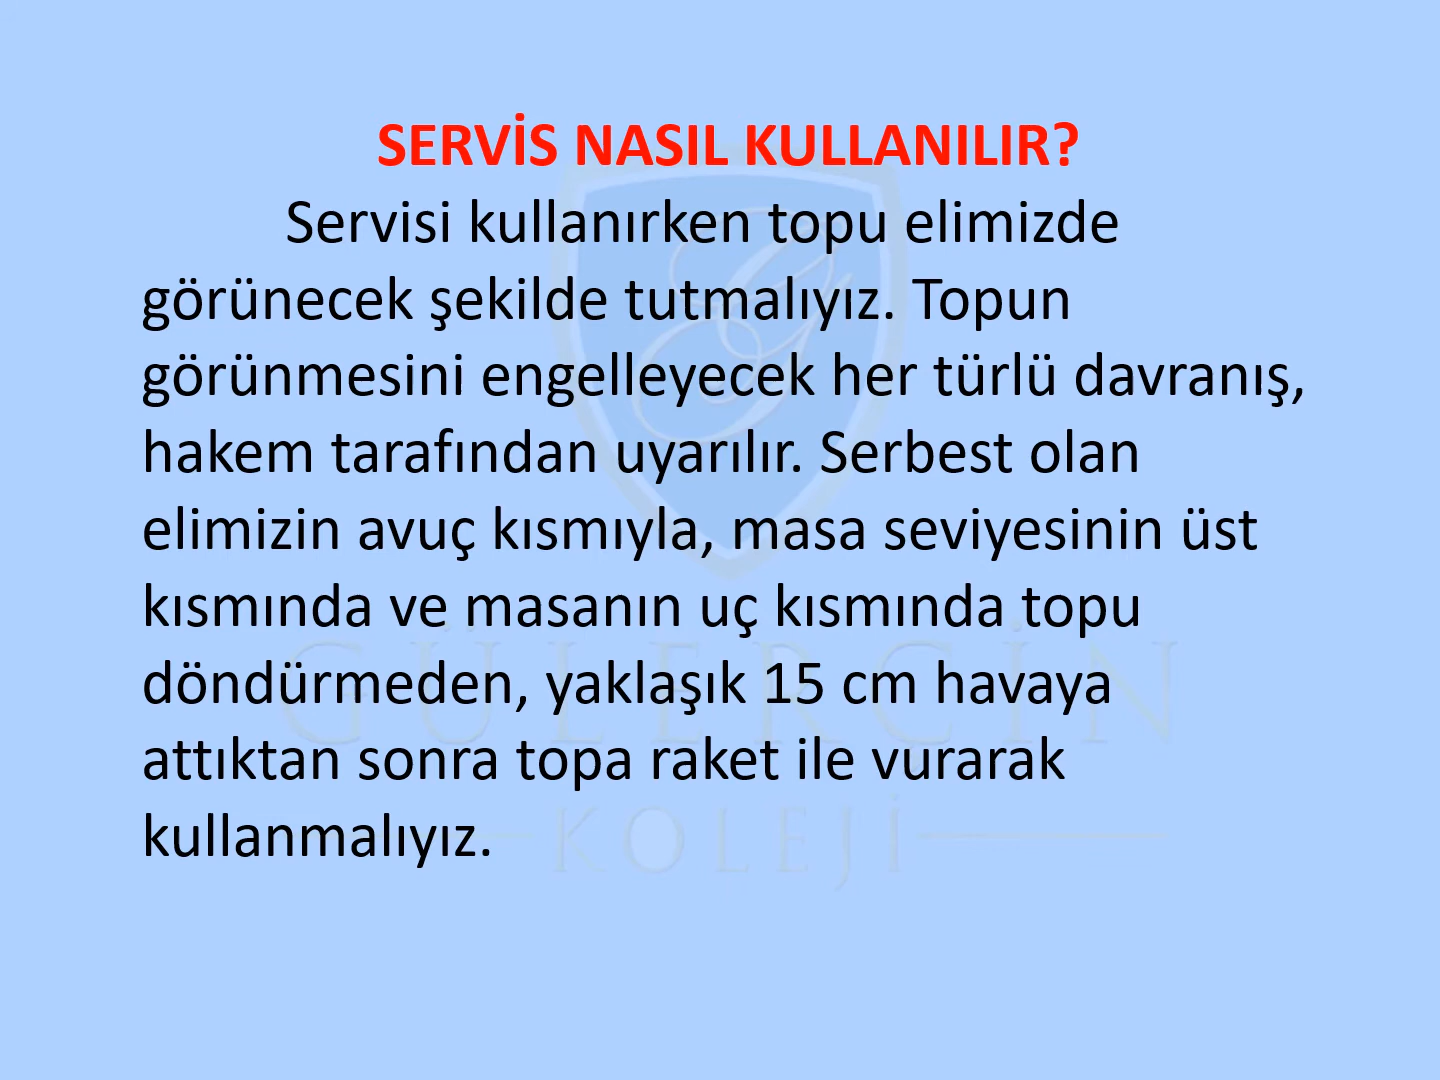 SERVİS NASIL KULLANILIR?
Servisi kullanırken topu elimizde
görünecek şekilde tutmalıyız. Topun
görünmesini engelleyecek her türlü davranış,
hakem tarafından uyarılır. Serbest olan
elimizin avuç kısmıyla, masa seviyesinin üst
kısmında ve masanın uç kısmında topu
döndürmeden, yaklaşık 15 cm havaya
attıktan sonra topa raket ile vurarak
kullanmalıyız.
GÜLERÇİN
KOLEJİ